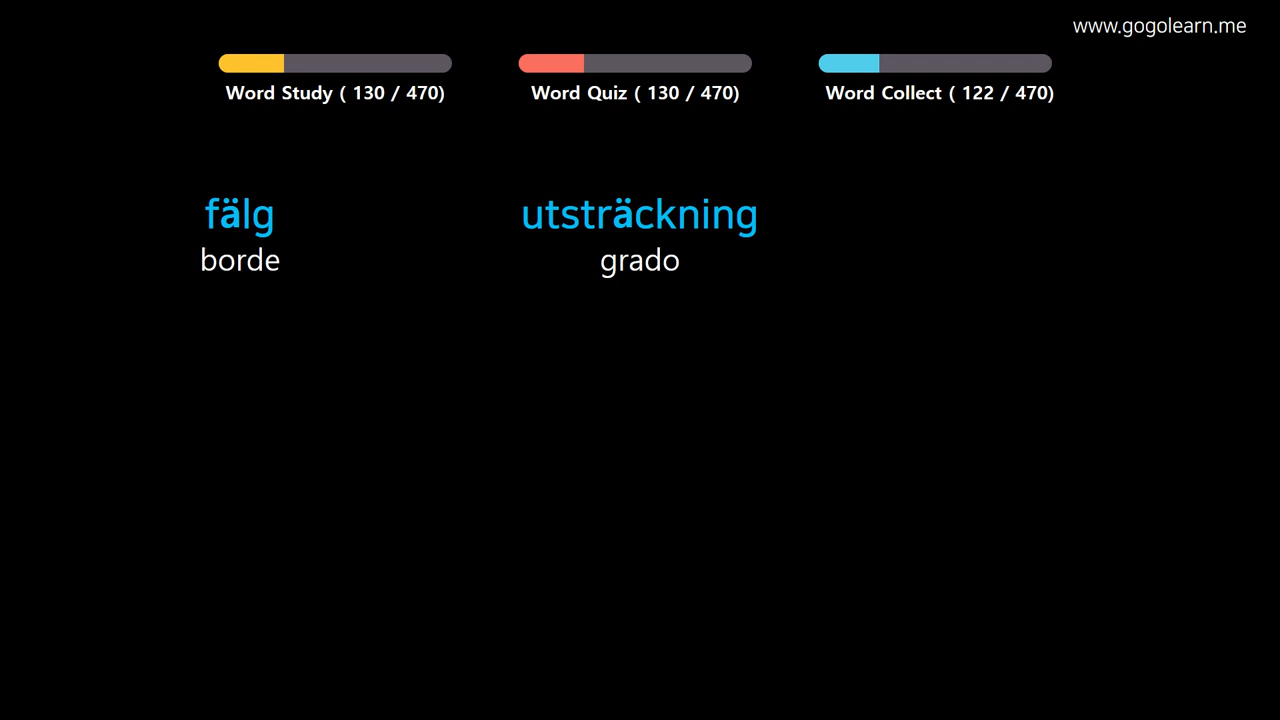 www.gogolearn.me
Word Study ( 130 / 470)
Word Quiz ( 130 / 470)
Word Collect ( 122 / 470)
fälg
utsträckning
borde
grado